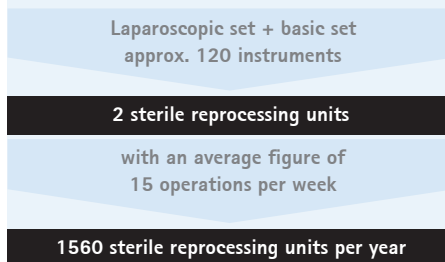 Laparoscopic set + basic set
approx. 120 instruments
2 sterile reprocessing units
with an average figure of
15 operations per week
1560 sterile reprocessing units per year